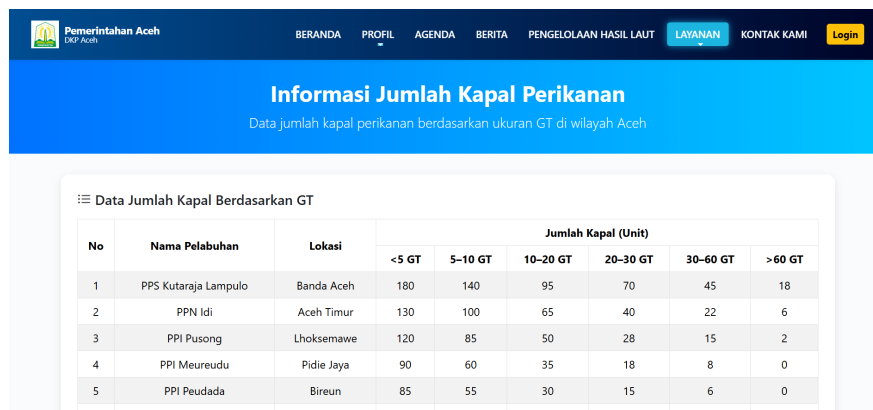 Pemerintahan Aceh
DKP Aceh
BERANDA PROFIL AGENDA BERITA PENGELOLAAN HASIL LAUT LAYANAN KONTAK KAMI Login
Informasi Jumlah Kapal Perikanan
Data jumlah kapal perikanan berdasarkan ukuran GT di wilayah Aceh
Data Jumlah Kapal Berdasarkan GT
No Nama Pelabuhan Lokasi Jumlah Kapal (Unit)
<5 GT 5–10 GT 10–20 GT 20–30 GT 30–60 GT >60 GT
1 PPS Kutaraja Lampulo Banda Aceh 180 140 95 70 45 18
2 PPN Idi Aceh Timur 130 100 65 40 22 6
3 PPI Pusong Lhoksemawe 120 85 50 28 15 2
4 PPI Meureudu Pidie Jaya 90 60 35 18 8 0
5 PPI Peudada Bireun 85 55 30 15 6 0